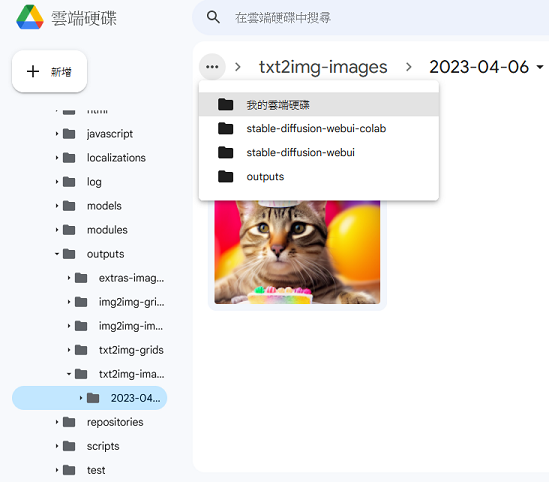 雲端硬碟
在雲端硬碟中搜尋
新增
txt2img-images
2023-04-06
我的雲端硬碟
stable-diffusion-webui-colab
stable-diffusion-webui
outputs
html
javascript
localizations
log
models
modules
outputs
extras-imag...
img2img-gri...
img2img-im...
txt2img-grids
txt2img-ima...
2023-04...
repositories
scripts
test